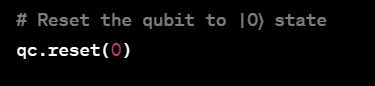 # Reset the qubit to |0⟩ state
qc.reset(0)